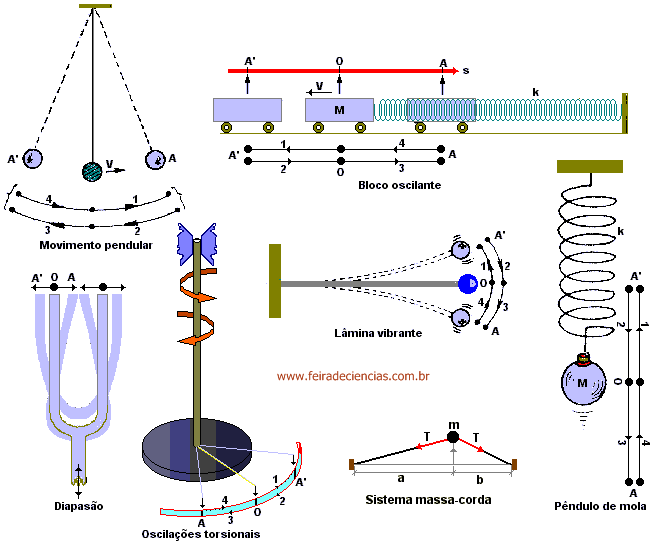 A' O A s
V k
M
A' 1 4 A
2 O 3
Bloco oscilante
A' A
V
4 1
3 2
Movimento pendular
A' O A
Diapasão
A 4 3 O 1 2 A'
Oscilações torsionais
A'
1 2
O
4 3
A
Lâmina vibrante
www.feiradeciencias.com.br
m
T T
a b
Sistema massa-corda
k
A'
2 1
M O
3 4
A
Pêndulo de mola